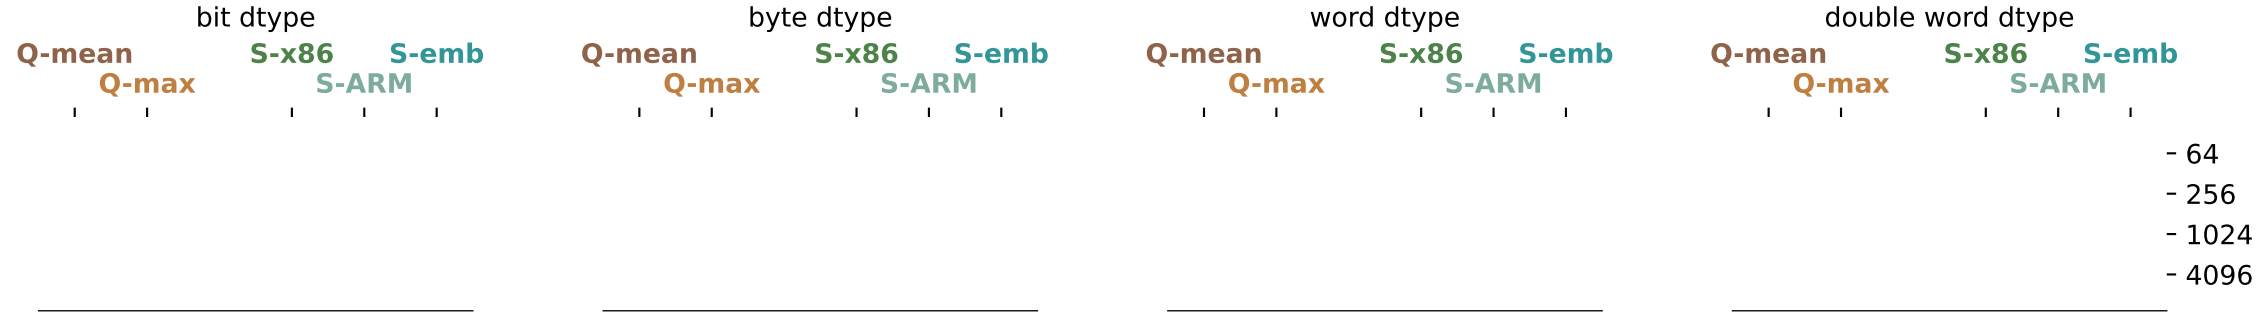 bit dtype byte dtype word dtype double word dtype
Q-mean S-x86 S-emb Q-mean S-x86 S-emb Q-mean S-x86 S-emb Q-mean S-x86 S-emb
Q-max S-ARM Q-max S-ARM Q-max S-ARM Q-max S-ARM
64
256
1024
4096